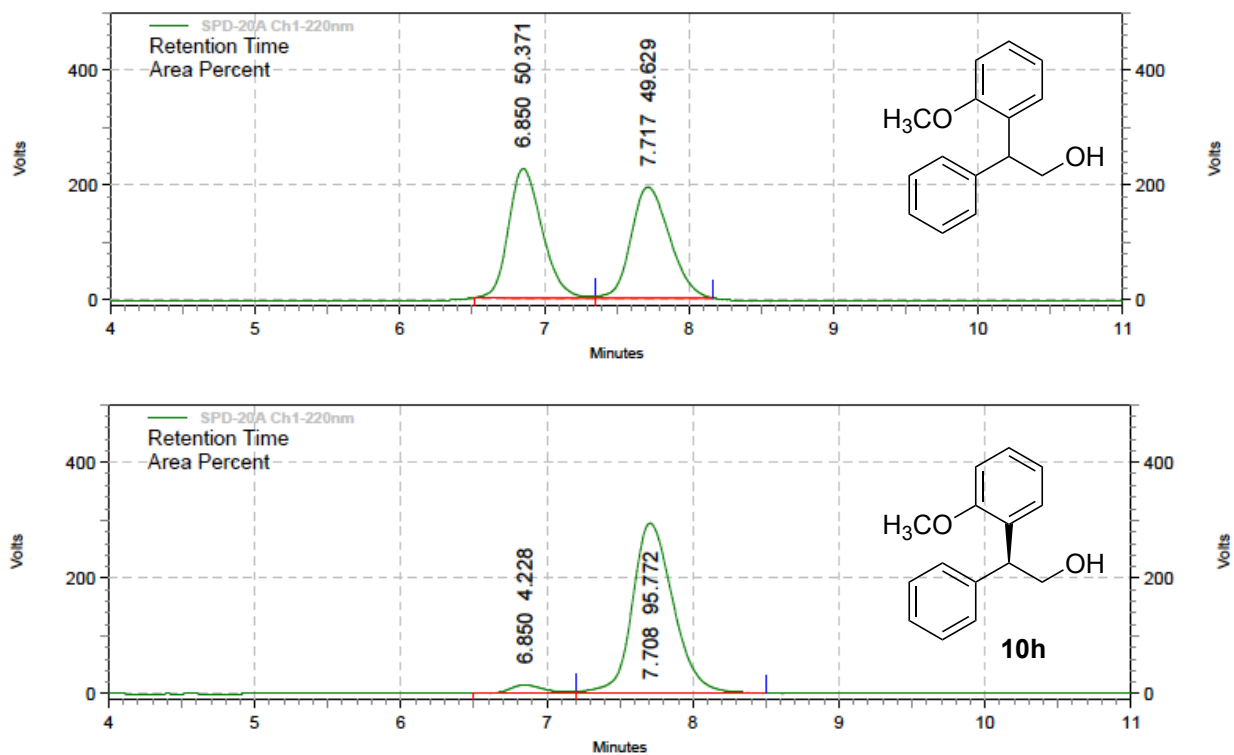 SPD-20A Ch1-220nm
Retention Time
Area Percent
6.850 50.371
7.717 49.629
H3CO
OH
400
200
0
400
200
0
Volts
Volts
4 5 6 7 8 9 10 11
Minutes
SPD-20A Ch1-220nm
Retention Time
Area Percent
6.850 4.228
7.708 95.772
H3CO
OH
10h
400
200
0
400
200
0
Volts
Volts
4 5 6 7 8 9 10 11
Minutes